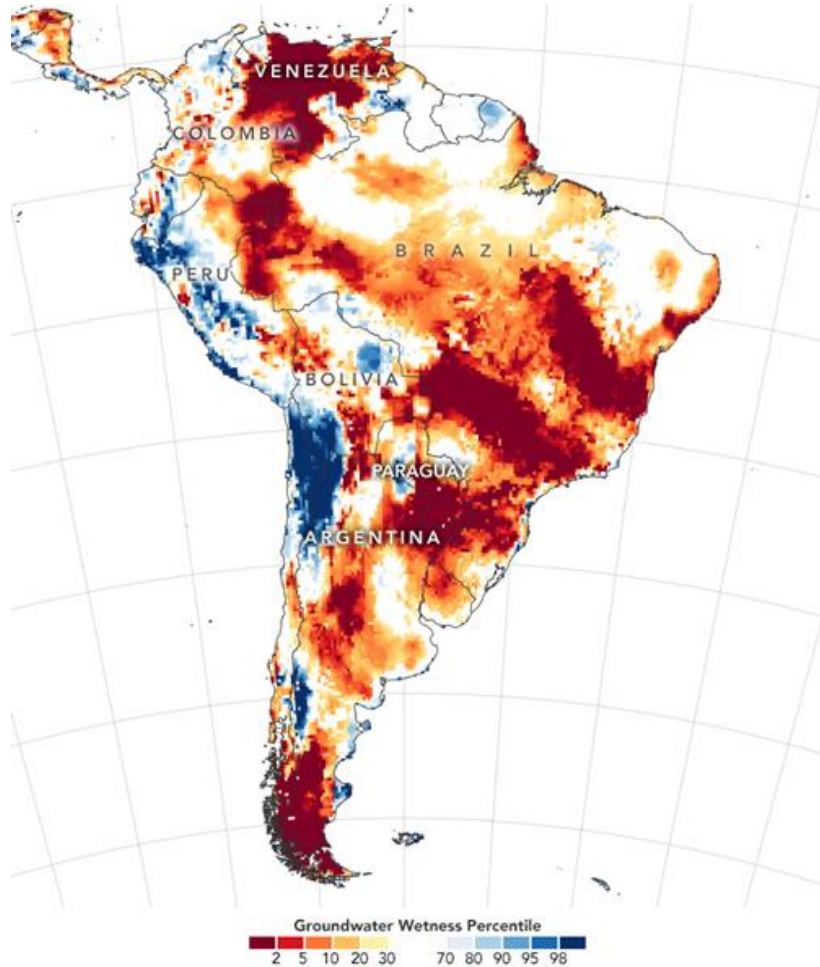 VENEZUELA
COLOMBIA
BRAZIL
PERU
BOLIVIA
PARAGUAY
ARGENTINA
Groundwater Wetness Percentile
2 5 10 20 30 70 80 90 95 98